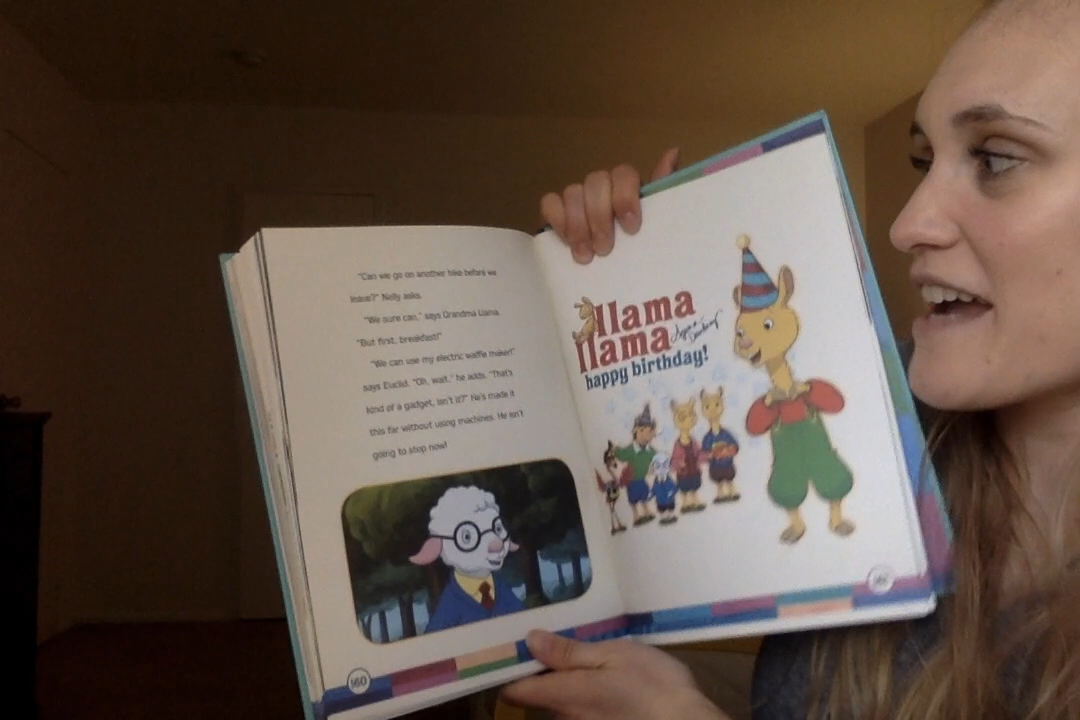 "Can we go on another hike before we
leave?" Nelly asks.
"We sure can," says Grandma Llama.
"But first, breakfast!"
"We can use my electric waffle maker!"
says Euclid. "Oh, wait," he adds. "That's
kind of a gadget, isn't it?" He's made it
this far without using machines. He isn't
going to stop now!
160
llama
llama
happy birthday!